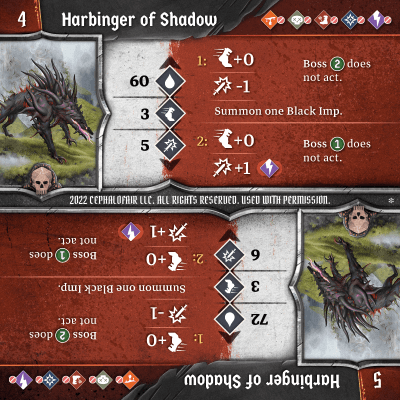 4 Harbinger of Shadow
60
3
5
1: +0
-1
Boss 2 does
not act.
Summon one Black Imp.
2: +0
+1
Boss 1 does
not act.
2022 CEPHALOFAIR LLC. ALL RIGHTS RESERVED. USED WITH PERMISSION.
5 Harbinger of Shadow
72
3
6
1: +0
-1
Boss 2 does
not act.
Summon one Black Imp.
2: +0
+1
Boss 1 does
not act.